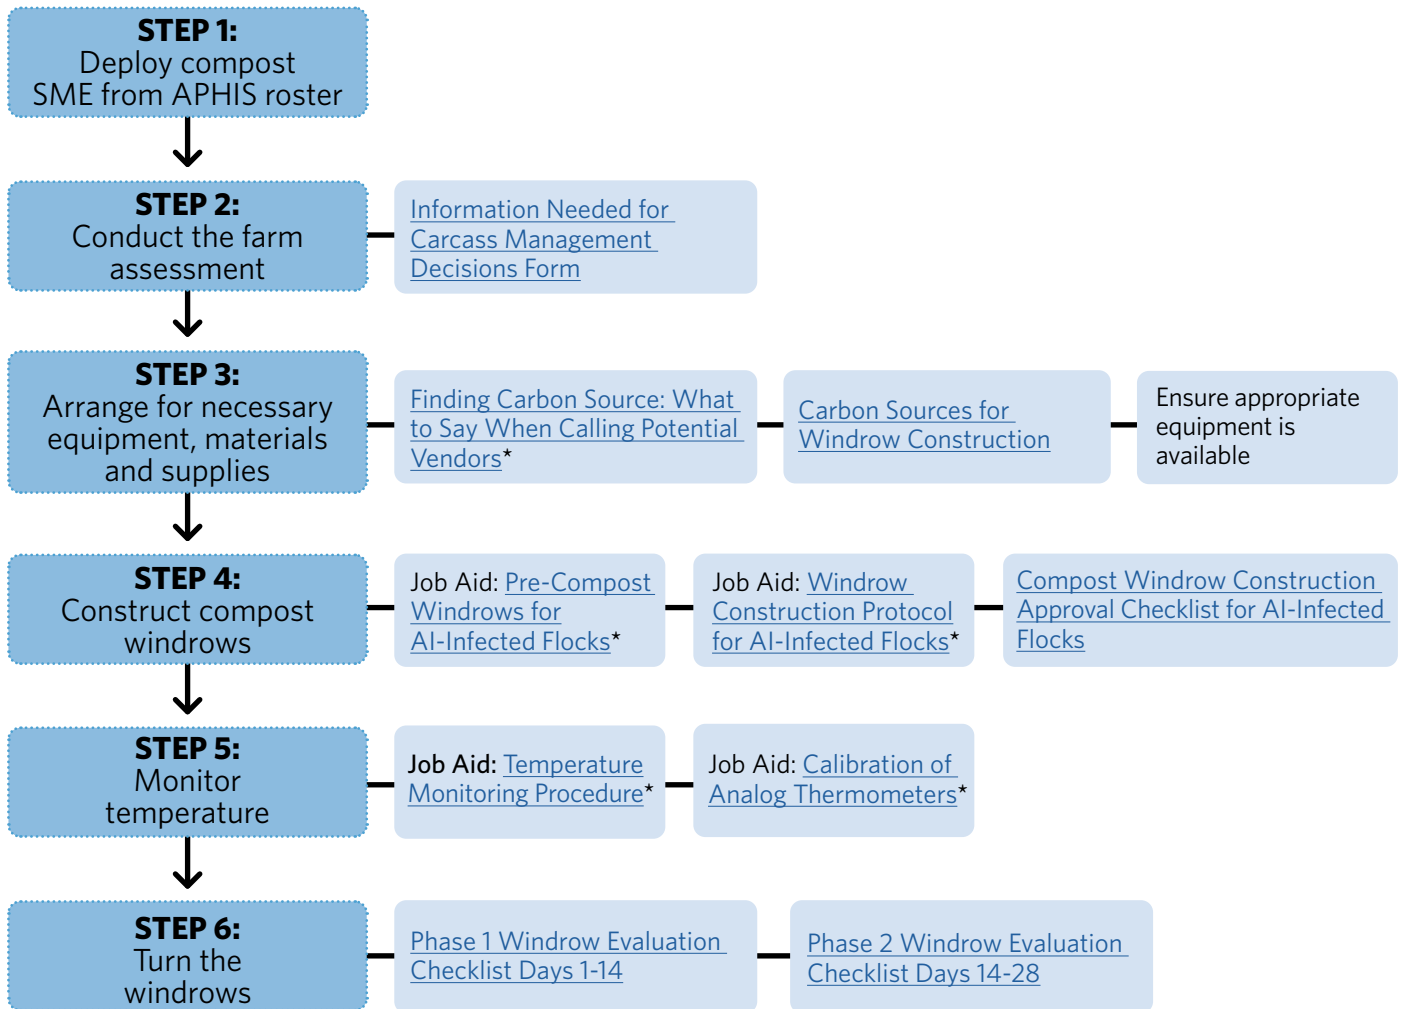 STEP 1:
Deploy compost
SME from APHIS roster
STEP 2:
Conduct the farm
assessment
Information Needed for
Carcass Management
Decisions Form
STEP 3:
Arrange for necessary
equipment, materials
and supplies
Finding Carbon Source: What
to Say When Calling Potential
Vendors*
Carbon Sources for
Windrow Construction
Ensure appropriate
equipment is
available
STEP 4:
Construct compost
windrows
Job Aid: Pre-Compost
Windrows for
AI-Infected Flocks*
Job Aid: Windrow
Construction Protocol
for AI-Infected Flocks*
Compost Windrow Construction
Approval Checklist for AI-Infected
Flocks
STEP 5:
Monitor
temperature
Job Aid: Temperature
Monitoring Procedure*
Job Aid: Calibration of
Analog Thermometers*
STEP 6:
Turn the
windrows
Phase 1 Windrow Evaluation
Checklist Days 1-14
Phase 2 Windrow Evaluation
Checklist Days 14-28